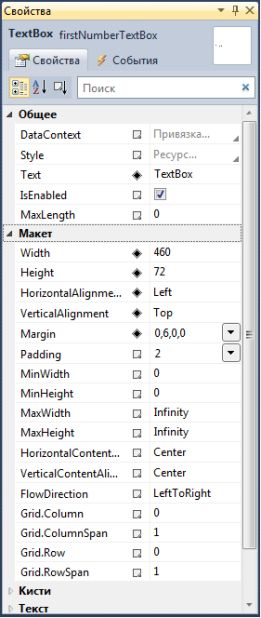 Свойства
TextBox firstNumberTextBox
Свойства События
Поиск
Общее
DataContext Привязка...
Style Ресурс...
Text TextBox
IsEnabled
MaxLength 0
Макет
Width 460
Height 72
HorizontalAlignme... Left
VerticalAlignment Top
Margin 0,6,0,0
Padding 2
MinWidth 0
MinHeight 0
MaxWidth Infinity
MaxHeight Infinity
HorizontalContent... Center
VerticalContentAli... Center
FlowDirection LeftToRight
Grid.Column 0
Grid.ColumnSpan 1
Grid.Row 0
Grid.RowSpan 1
Кисти
Текст